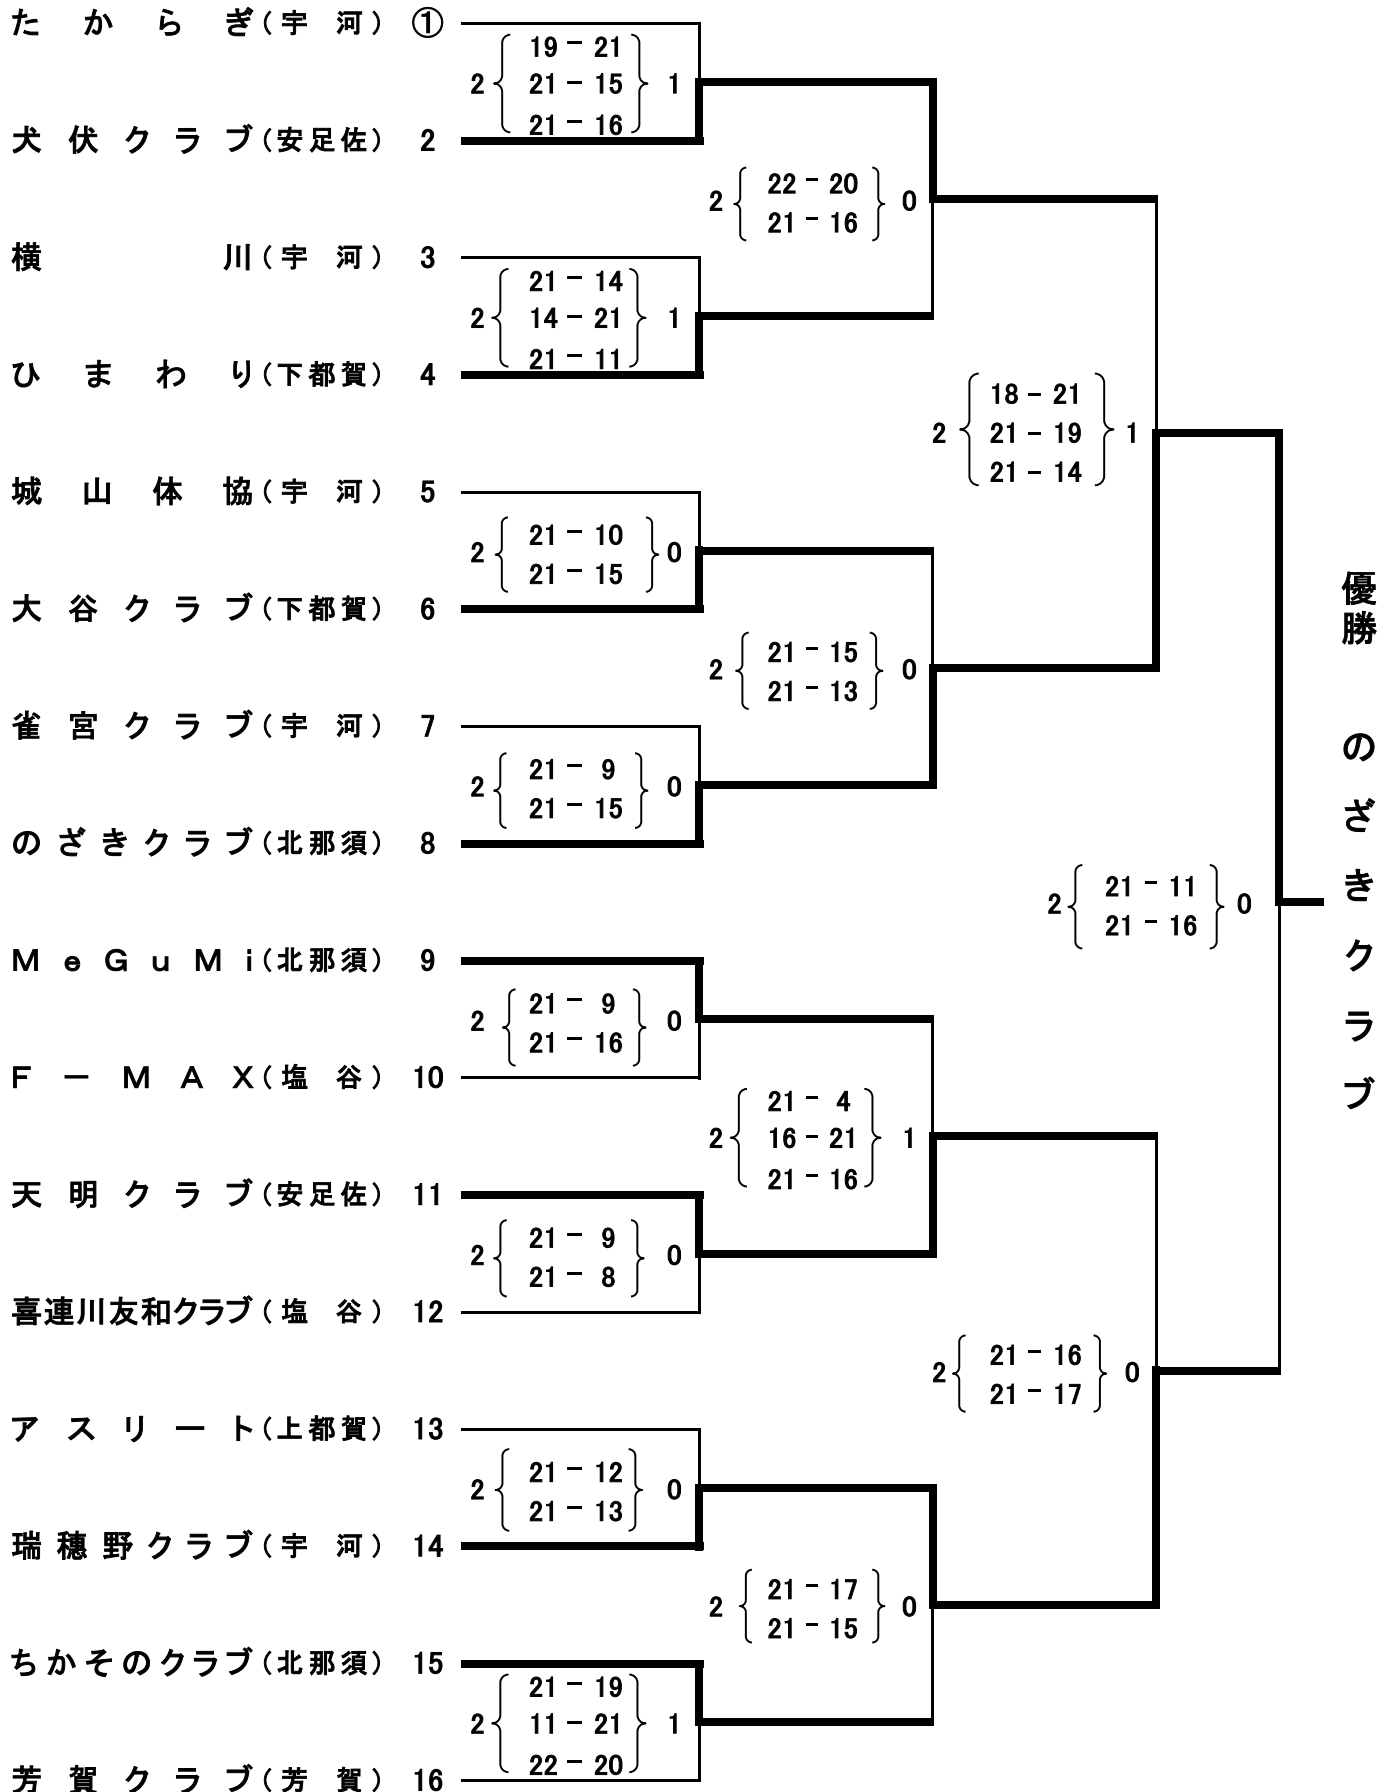 たからぎ(宇河) ①
19－21
2 21－15 1
21－16
犬伏クラブ(安足佐) 2
22－20
2 0
21－16
横川(宇河) 3
21－14
2 14－21 1
21－11
ひまわり(下都賀) 4
18－21
2 21－19 1
21－14
城山体協(宇河) 5
21－10
2 0
21－15
大谷クラブ(下都賀) 6
21－15
2 0
21－13
雀宮クラブ(宇河) 7
21－9
2 0
21－15
のざきクラブ(北那須) 8
21－11
2 0
21－16
優勝 のざきクラブ
MeGuMi(北那須) 9
21－9
2 0
21－16
F－MAX(塩谷) 10
21－4
2 16－21 1
21－16
天明クラブ(安足佐) 11
21－9
2 0
21－8
喜連川友和クラブ(塩谷) 12
21－16
2 0
21－17
アスリート(上都賀) 13
21－12
2 0
21－13
瑞穂野クラブ(宇河) 14
21－17
2 0
21－15
ちかそのクラブ(北那須) 15
21－19
2 11－21 1
22－20
芳賀クラブ(芳賀) 16